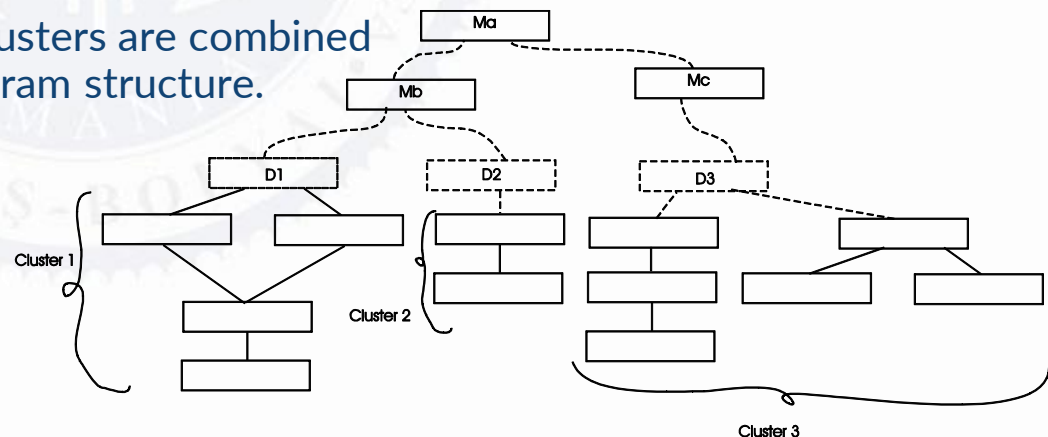 usters are combined
ram structure.
Ma
Mb
Mc
D1
D2
D3
Cluster 1
Cluster 2
Cluster 3